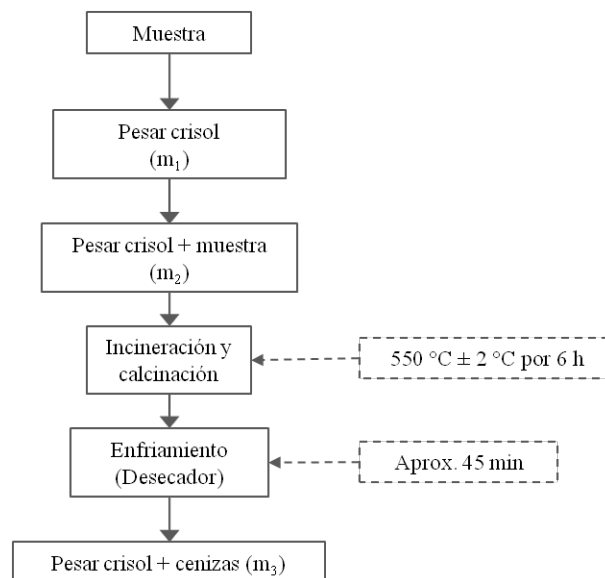 Muestra
Pesar crisol
(m₁)
Pesar crisol + muestra
(m₂)
Incineración y
calcinación
550 °C ± 2 °C por 6 h
Enfriamiento
(Desecador)
Aprox. 45 min
Pesar crisol + cenizas (m₃)